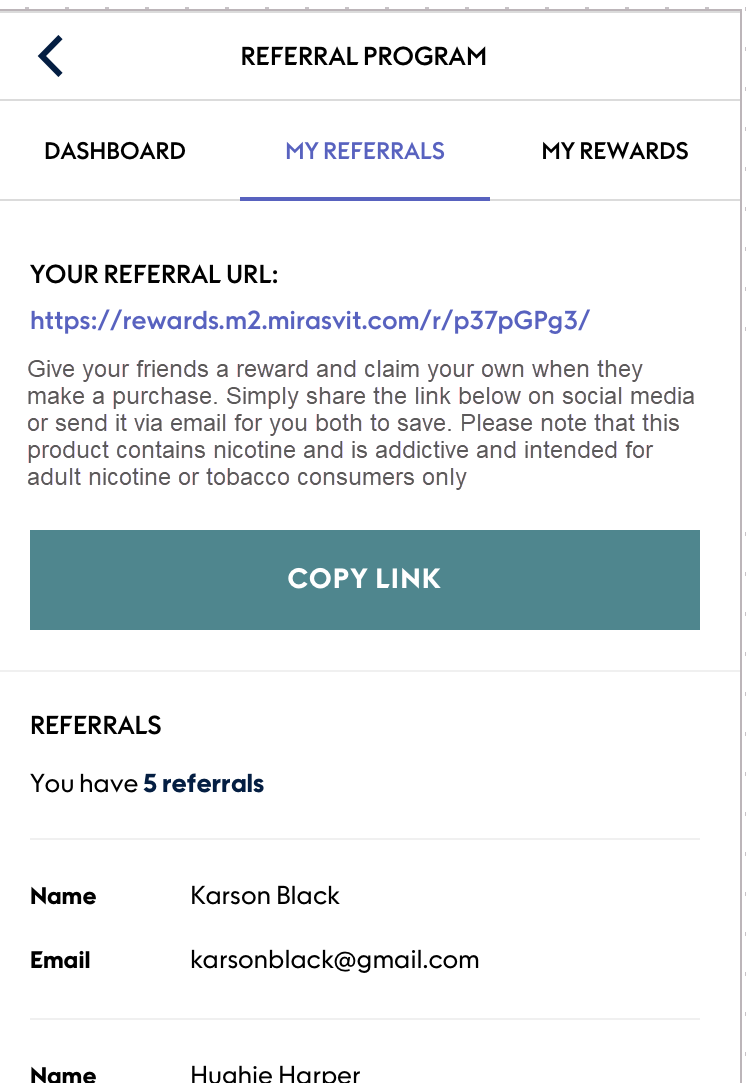 REFERRAL PROGRAM
DASHBOARD
MY REFERRALS
MY REWARDS
YOUR REFERRAL URL:
https://rewards.m2.mirasvit.com/r/p37pGPg3/
Give your friends a reward and claim your own when they
make a purchase. Simply share the link below on social media
or send it via email for you both to save. Please note that this
product contains nicotine and is addictive and intended for
adult nicotine or tobacco consumers only
COPY LINK
REFERRALS
You have 5 referrals
Name Karson Black
Email karsonblack@gmail.com
Name Hughie Harper